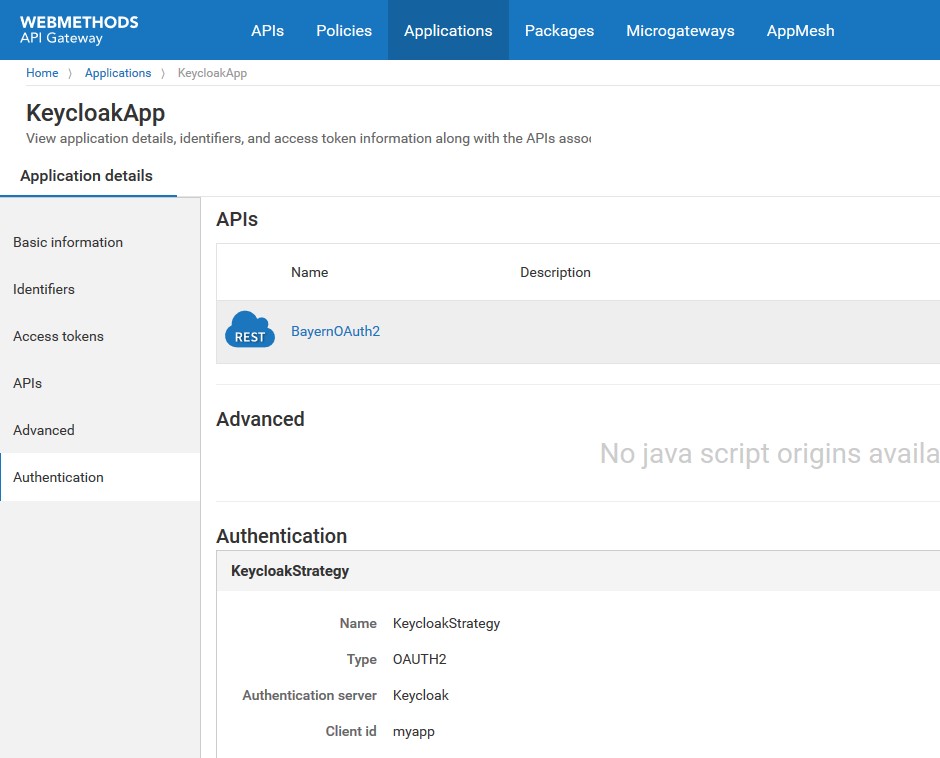 WEBMETHODS
API Gateway
APIs Policies Applications Packages Microgateways AppMesh
Home 〉 Applications 〉 KeycloakApp
KeycloakApp
View application details, identifiers, and access token information along with the APIs assoc
Application details
Basic information
Identifiers
Access tokens
APIs
Advanced
Authentication
APIs
Name Description
REST BayernOAuth2
Advanced
No java script origins availa
Authentication
KeycloakStrategy
Name KeycloakStrategy
Type OAUTH2
Authentication server Keycloak
Client id myapp